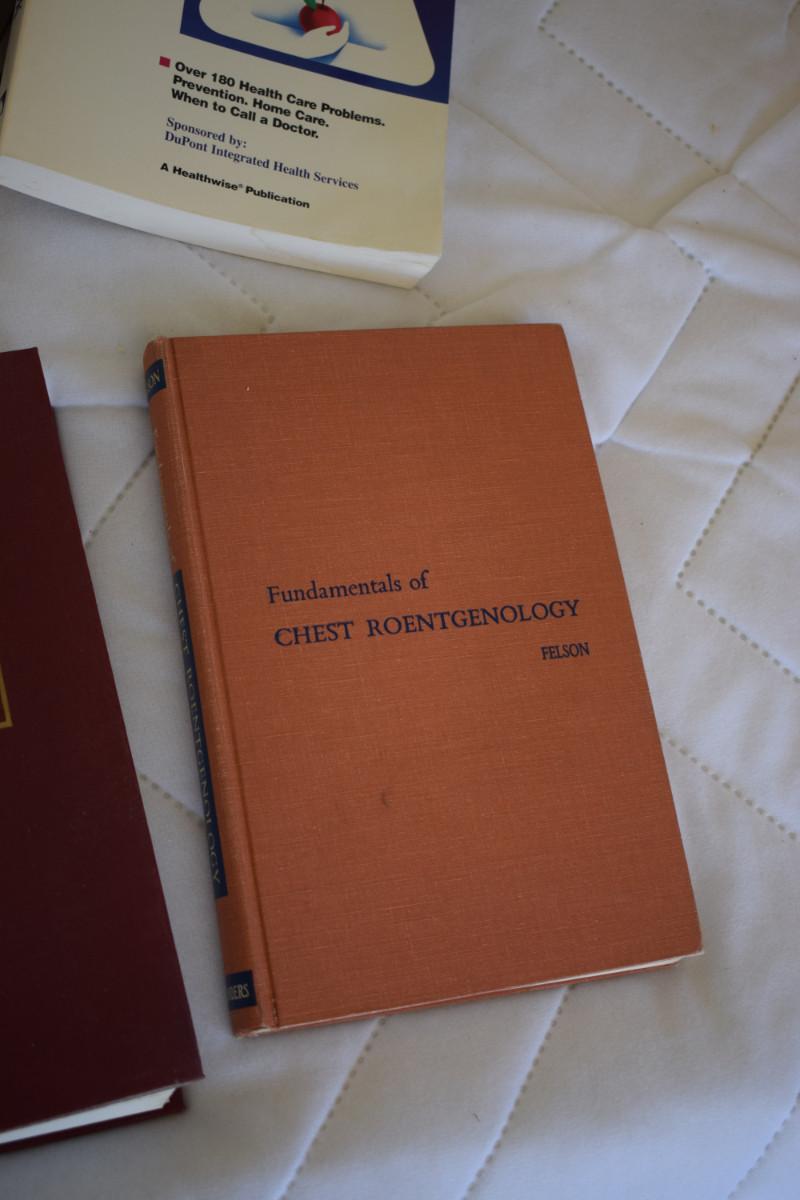 Over 180 Health Care Problems.
Prevention. Home Care.
When to Call a Doctor.
Sponsored by:
DuPont Integrated Health Services
A Healthwise® Publication
Fundamentals of
CHEST ROENTGENOLOGY
FELSON
CHEST ROENTGENOLOGY